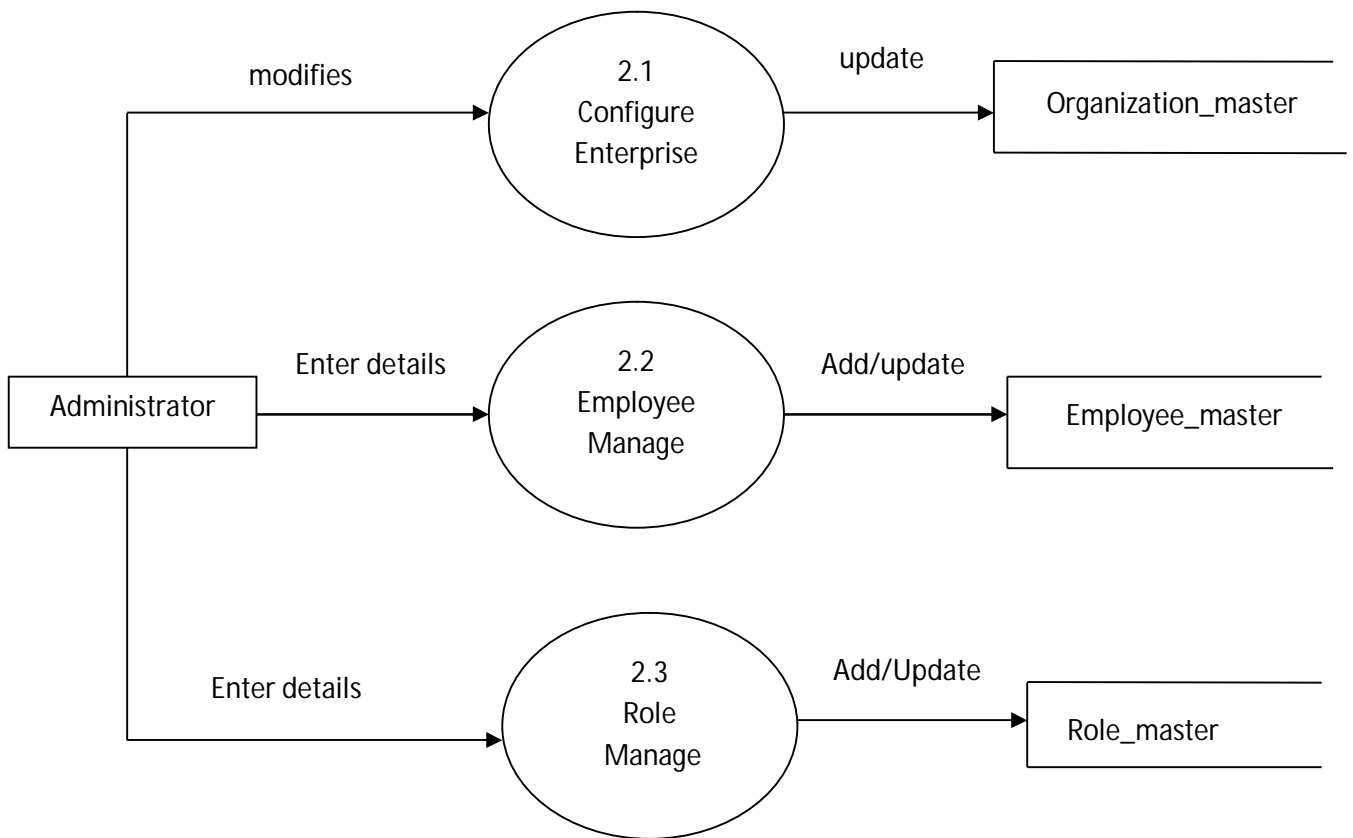 modifies
2.1
Configure
Enterprise
update
Organization_master
Administrator
Enter details
2.2
Employee
Manage
Add/update
Employee_master
Enter details
2.3
Role
Manage
Add/Update
Role_master